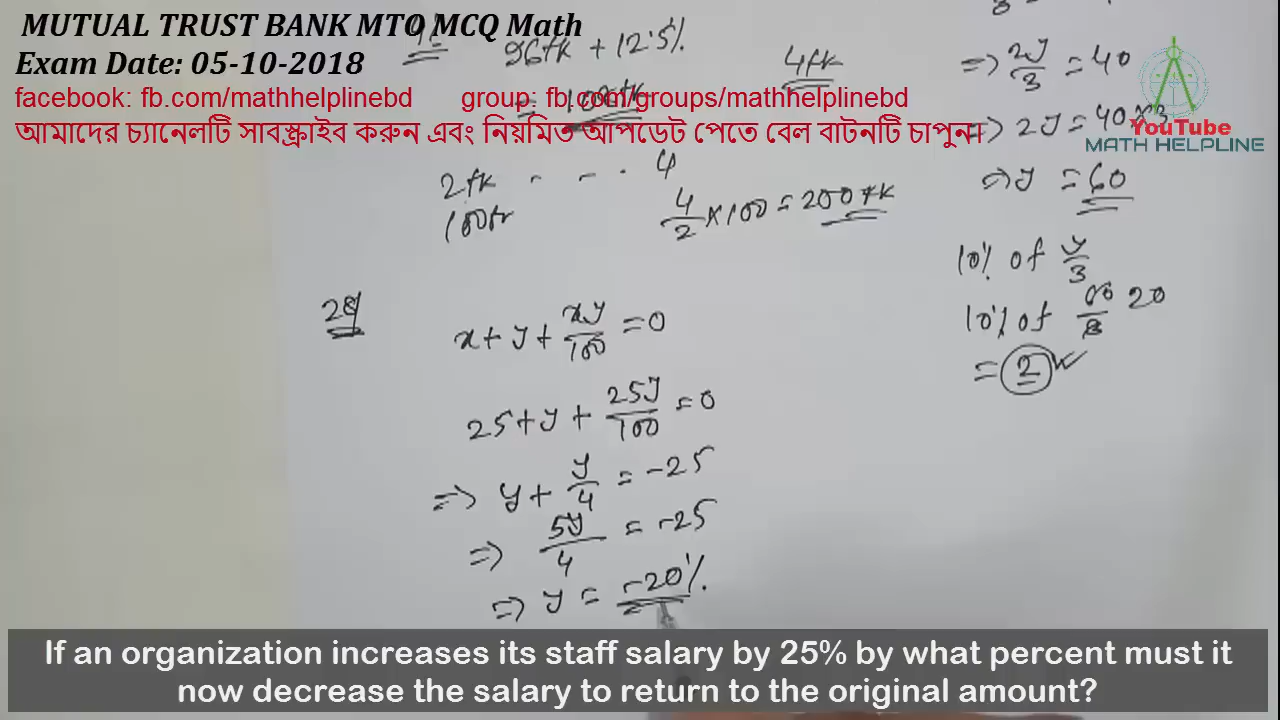 MUTUAL TRUST BANK MTO MCQ Math
Exam Date: 05-10-2018
facebook: fb.com/mathhelplinebd group: fb.com/groups/mathhelplinebd
আমাদের চ্যানেলটি সাবস্ক্রাইব করুন এবং নিয়মিত আপডেট পেতে বেল বাটনটি চাপুন।
YouTube
MATH HELPLINE
96tk + 12.5%
= 108tk
4tk
2tk - - . 4
100tk 4/2 × 100 = 200tk
=> 2y/3 = 40
=> 2y = 40×3
=> y = 60
10% of y/3
10% of 60/3 20
= 2
x + y + xy/100 = 0
25 + y + 25y/100 = 0
=> y + y/4 = -25
=> 5y/4 = -25
=> y = -20%
If an organization increases its staff salary by 25% by what percent must it
now decrease the salary to return to the original amount?